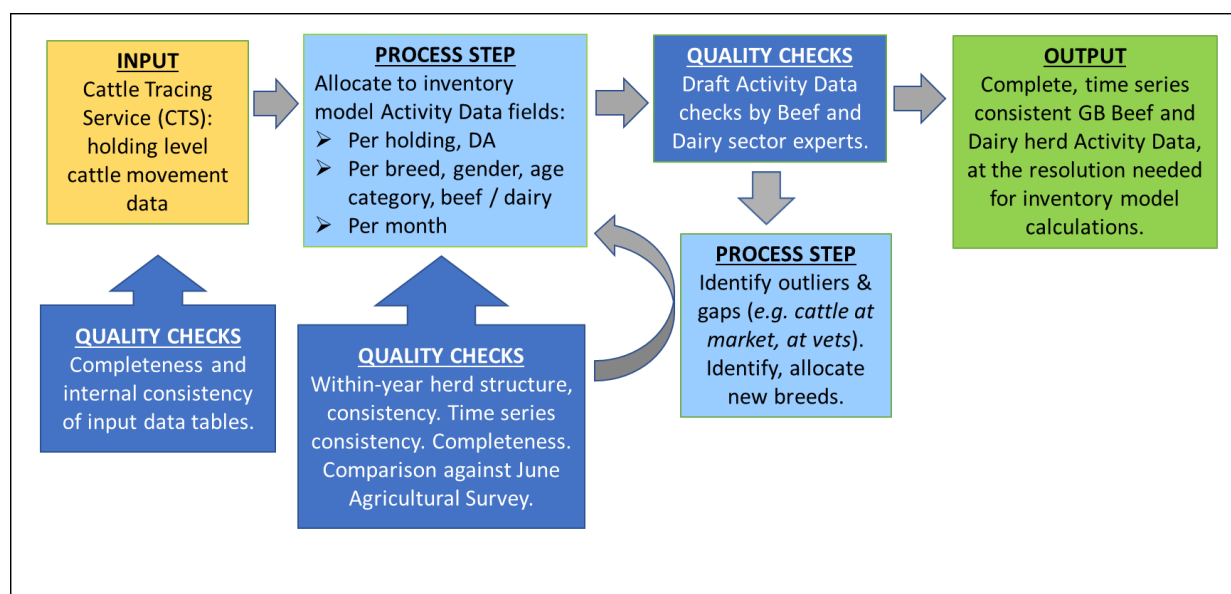 INPUT
Cattle Tracing
Service (CTS):
holding level
cattle movement
data
PROCESS STEP
Allocate to inventory
model Activity Data fields:
➢ Per holding, DA
➢ Per breed, gender, age
category, beef / dairy
➢ Per month
QUALITY CHECKS
Draft Activity Data
checks by Beef and
Dairy sector experts.
OUTPUT
Complete, time series
consistent GB Beef and
Dairy herd Activity Data,
at the resolution needed
for inventory model
calculations.
PROCESS STEP
Identify outliers &
gaps (e.g. cattle at
market, at vets).
Identify, allocate
new breeds.
QUALITY CHECKS
Completeness and
internal consistency
of input data tables.
QUALITY CHECKS
Within-year herd structure,
consistency. Time series
consistency. Completeness.
Comparison against June
Agricultural Survey.